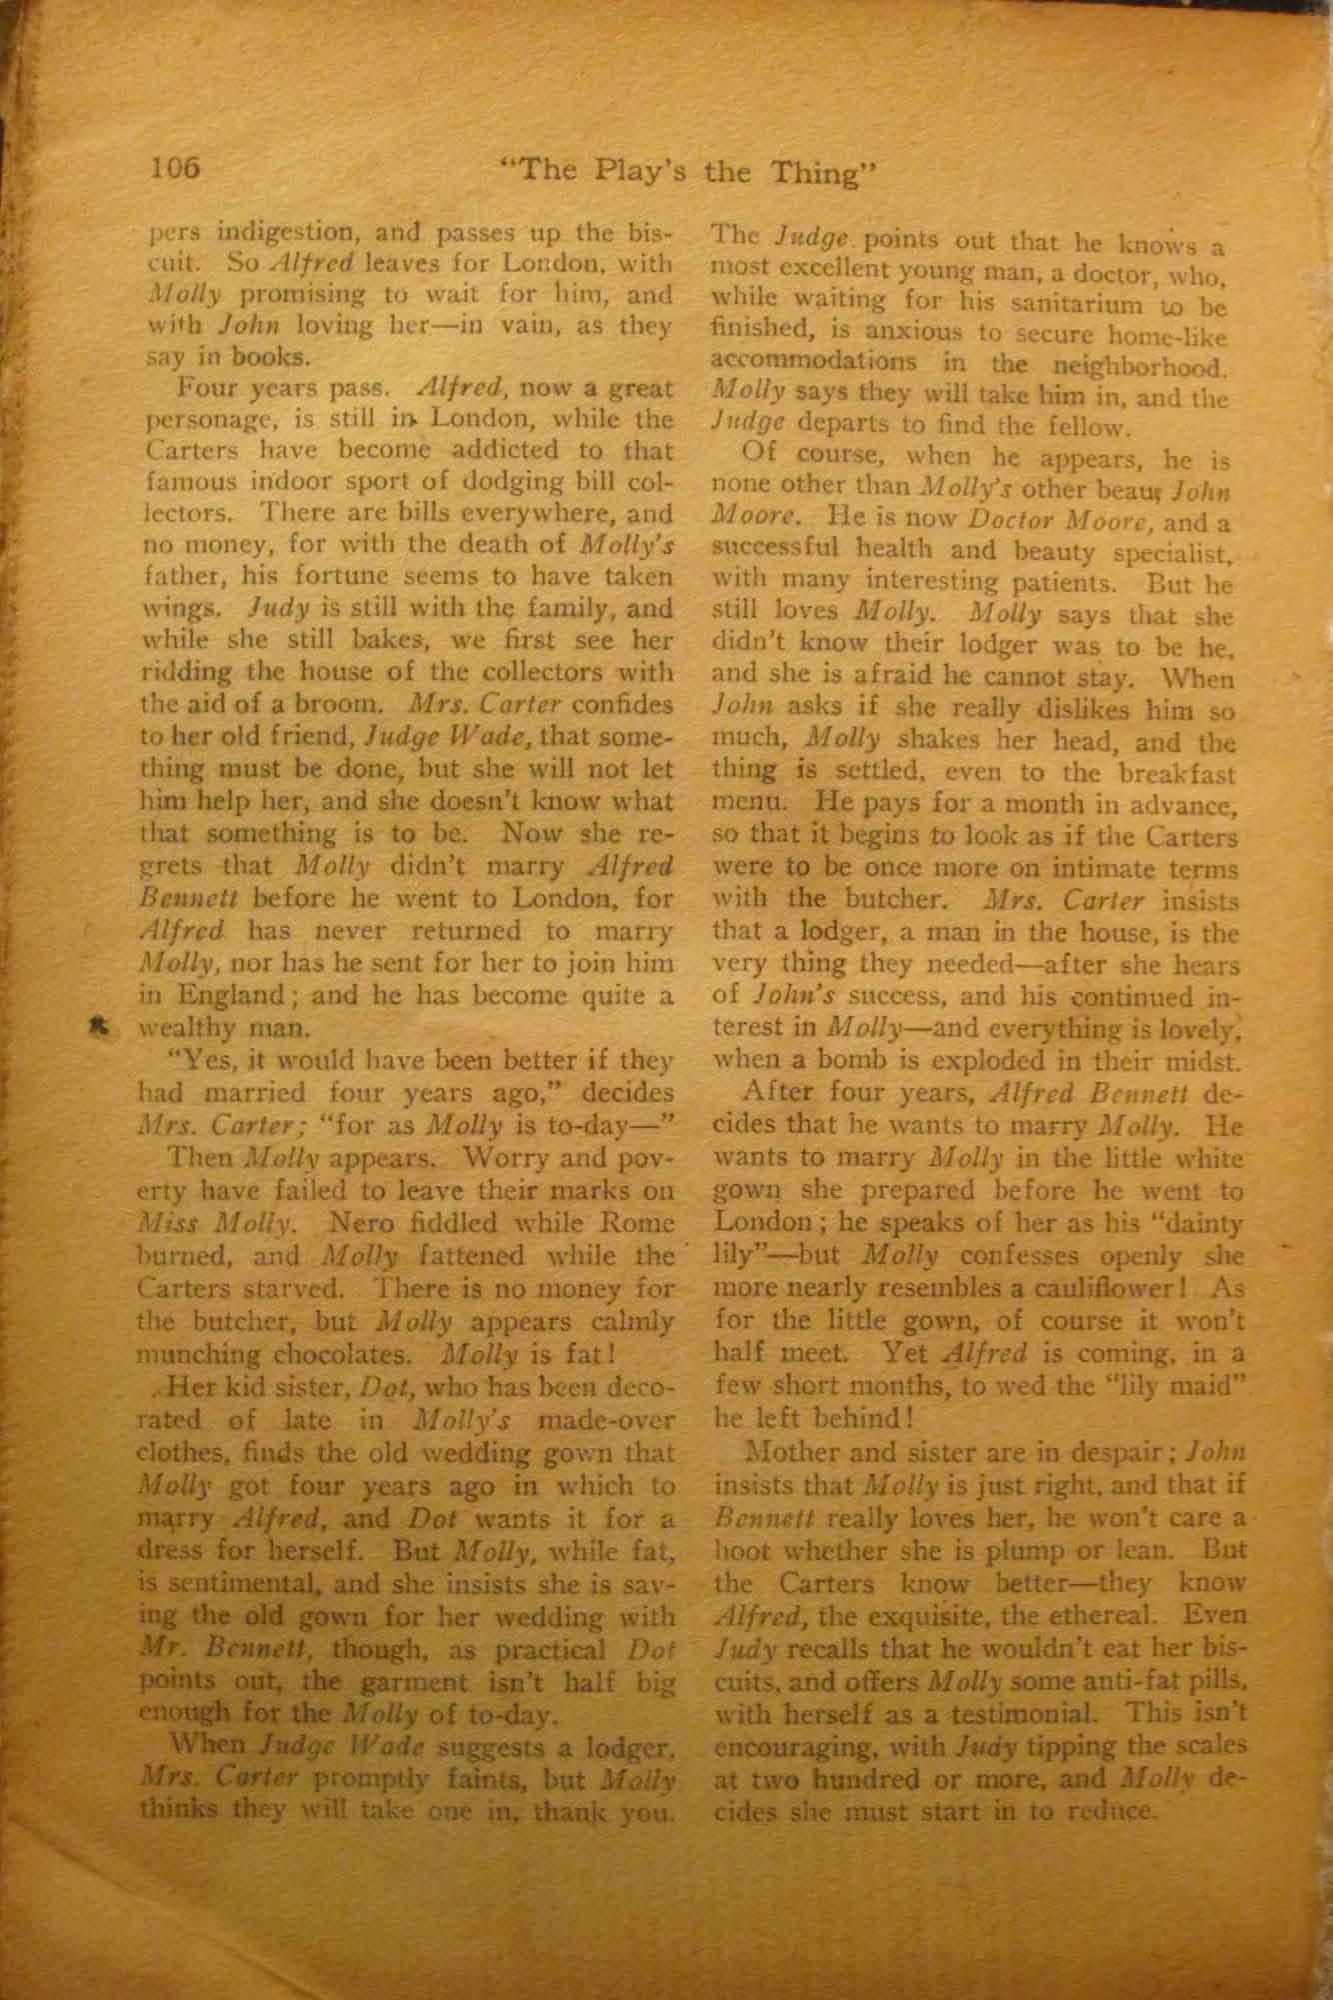 106
"The Play's the Thing"
pers indigestion, and passes up the bis-
cuit. So Alfred leaves for London, with
Molly promising to wait for him, and
with John loving her—in vain, as they
say in books.
Four years pass. Alfred, now a great
personage, is still in London, while the
Carters have become addicted to that
famous indoor sport of dodging bill col-
lectors. There are bills everywhere, and
no money, for with the death of Molly's
father, his fortune seems to have taken
wings. Judy is still with the family, and
while she still bakes, we first see her
ridding the house of the collectors with
the aid of a broom. Mrs. Carter confides
to her old friend, Judge Wade, that some-
thing must be done, but she will not let
him help her, and she doesn't know what
that something is to be. Now she re-
grets that Molly didn't marry Alfred
Bennett before he went to London, for
Alfred has never returned to marry
Molly, nor has he sent for her to join him
in England; and he has become quite a
wealthy man.
"Yes, it would have been better if they
had married four years ago," decides
Mrs. Carter; "for as Molly is to-day—"
Then Molly appears. Worry and pov-
erty have failed to leave their marks on
Miss Molly. Nero fiddled while Rome
burned, and Molly fattened while the
Carters starved. There is no money for
the butcher, but Molly appears calmly
munching chocolates. Molly is fat!
Her kid sister, Dot, who has been deco-
rated of late in Molly's made-over
clothes, finds the old wedding gown that
Molly got four years ago in which to
marry Alfred, and Dot wants it for a
dress for herself. But Molly, while fat,
is sentimental, and she insists she is sav-
ing the old gown for her wedding with
Mr. Bennett, though, as practical Dot
points out, the garment isn't half big
enough for the Molly of to-day.
When Judge Wade suggests a lodger,
Mrs. Carter promptly faints, but Molly
thinks they will take one in, thank you.
The Judge points out that he knows a
most excellent young man, a doctor, who,
while waiting for his sanitarium to be
finished, is anxious to secure home-like
accommodations in the neighborhood.
Molly says they will take him in, and the
Judge departs to find the fellow.
Of course, when he appears, he is
none other than Molly's other beau, John
Moore. He is now Doctor Moore, and a
successful health and beauty specialist,
with many interesting patients. But he
still loves Molly. Molly says that she
didn't know their lodger was to be he,
and she is afraid he cannot stay. When
John asks if she really dislikes him so
much, Molly shakes her head, and the
thing is settled, even to the breakfast
menu. He pays for a month in advance,
so that it begins to look as if the Carters
were to be once more on intimate terms
with the butcher. Mrs. Carter insists
that a lodger, a man in the house, is the
very thing they needed—after she hears
of John's success, and his continued in-
terest in Molly—and everything is lovely,
when a bomb is exploded in their midst.
After four years, Alfred Bennett de-
cides that he wants to marry Molly. He
wants to marry Molly in the little white
gown she prepared before he went to
London; he speaks of her as his "dainty
lily"—but Molly confesses openly she
more nearly resembles a cauliflower! As
for the little gown, of course it won't
half meet. Yet Alfred is coming, in a
few short months, to wed the "lily maid"
he left behind!
Mother and sister are in despair; John
insists that Molly is just right, and that if
Bennett really loves her, he won't care a
hoot whether she is plump or lean. But
the Carters know better—they know
Alfred, the exquisite, the ethereal. Even
Judy recalls that he wouldn't eat her bis-
cuits, and offers Molly some anti-fat pills,
with herself as a testimonial. This isn't
encouraging, with Judy tipping the scales
at two hundred or more, and Molly de-
cides she must start in to reduce.